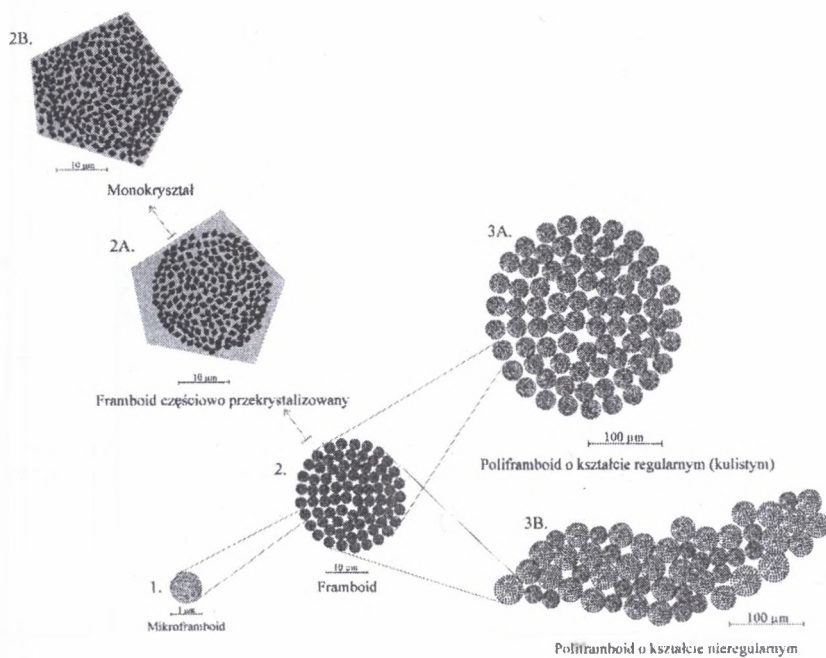 2B.
10 µm
Monokryształ
2A.
10 µm
Framboid częściowo przekrystalizowany
3A.
100 µm
Poliframboid o kształcie regularnym (kulistym)
2.
10 µm
Framboid
1.
1 µm
Mikroframboid
3B.
100 µm
Poliframboid o kształcie nieregularnym